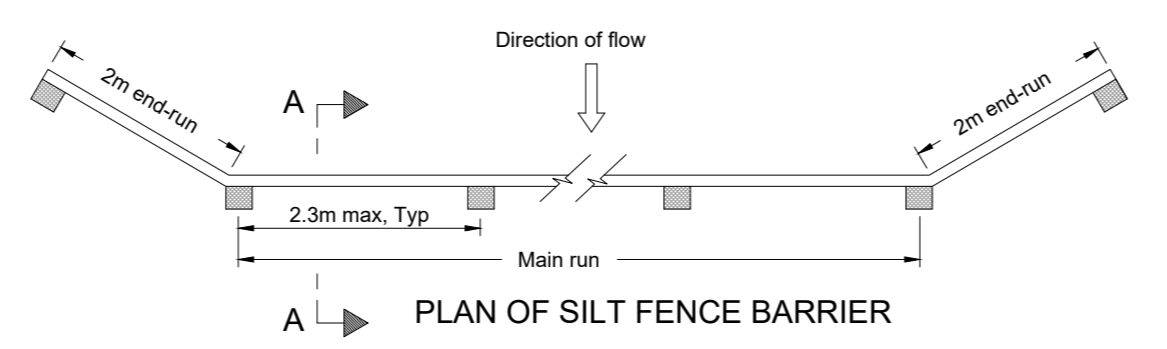 Direction of flow
2m end-run
2m end-run
A
2.3m max, Typ
Main run
A
PLAN OF SILT FENCE BARRIER